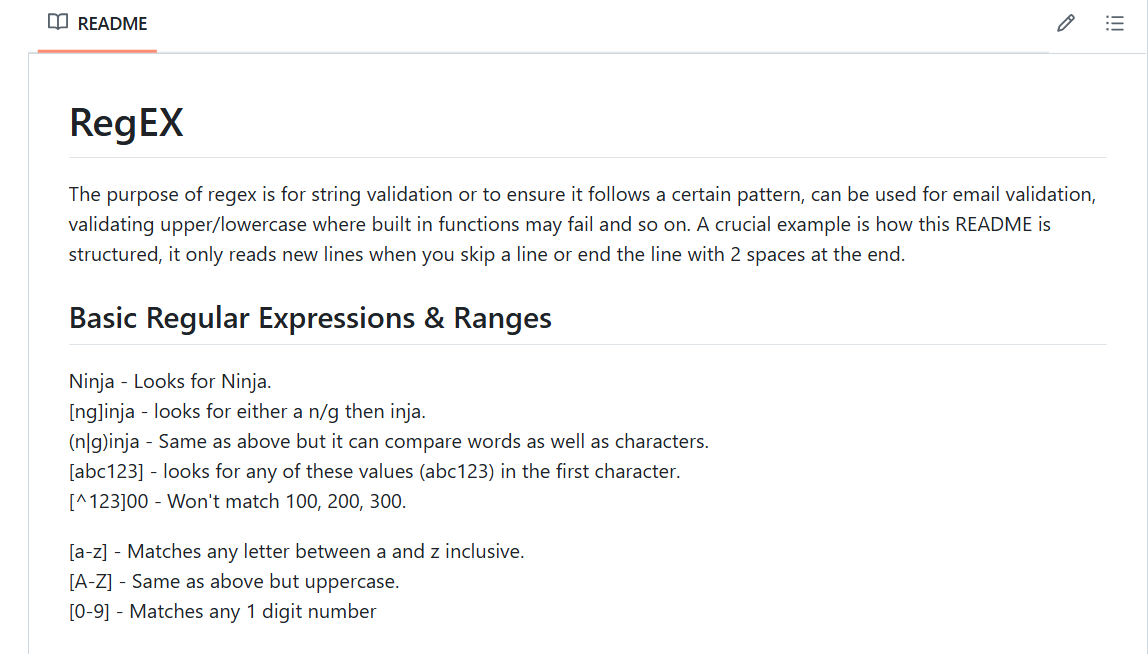 README
RegEX
The purpose of regex is for string validation or to ensure it follows a certain pattern, can be used for email validation,
validating upper/lowercase where built in functions may fail and so on. A crucial example is how this README is
structured, it only reads new lines when you skip a line or end the line with 2 spaces at the end.
Basic Regular Expressions & Ranges
Ninja - Looks for Ninja.
[ng]inja - looks for either a n/g then inja.
(n|g)inja - Same as above but it can compare words as well as characters.
[abc123] - looks for any of these values (abc123) in the first character.
[^123]00 - Won't match 100, 200, 300.
[a-z] - Matches any letter between a and z inclusive.
[A-Z] - Same as above but uppercase.
[0-9] - Matches any 1 digit number